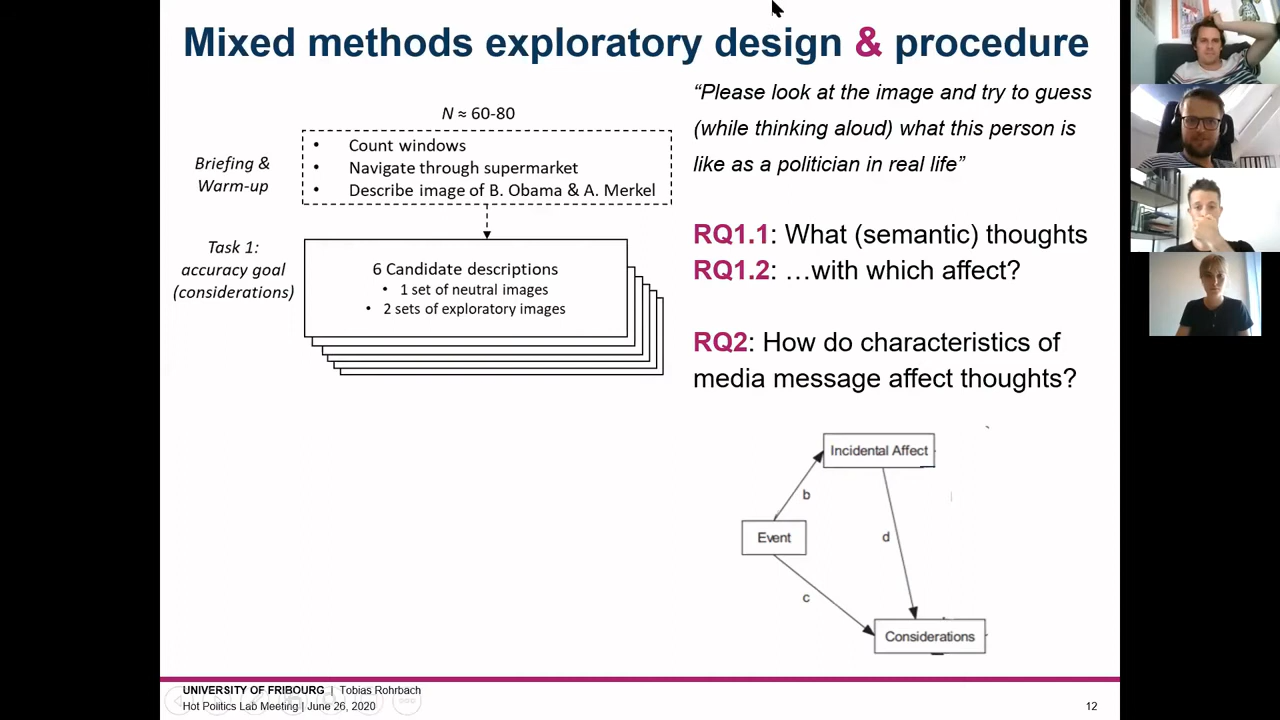 Mixed methods exploratory design & procedure
N ≈ 60-80
Briefing &
Warm-up
• Count windows
• Navigate through supermarket
• Describe image of B. Obama & A. Merkel
Task 1:
accuracy goal
(considerations)
6 Candidate descriptions
• 1 set of neutral images
• 2 sets of exploratory images
“Please look at the image and try to guess
(while thinking aloud) what this person is
like as a politician in real life”
RQ1.1: What (semantic) thoughts
RQ1.2: …with which affect?
RQ2: How do characteristics of
media message affect thoughts?
Incidental Affect
b
Event
d
c
Considerations
UNIVERSITY OF FRIBOURG | Tobias Rohrbach
Hot Politics Lab Meeting | June 26, 2020
12